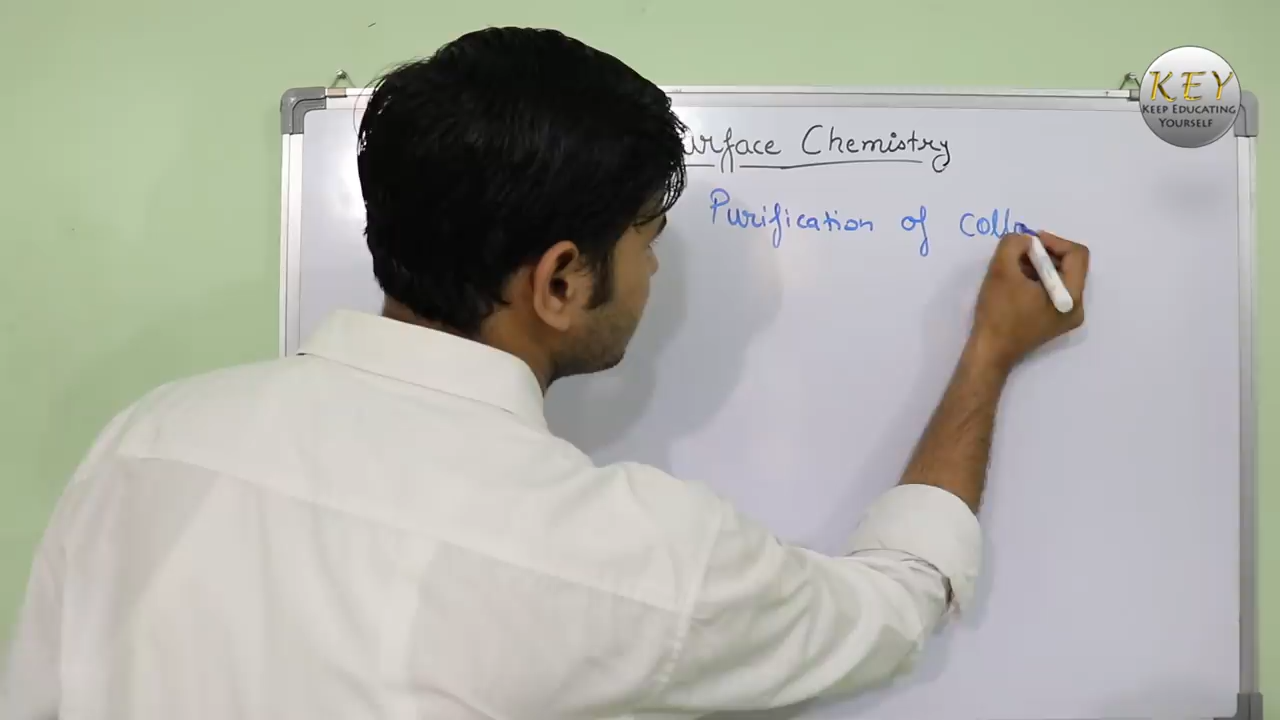 KEY
KEEP EDUCATING
YOURSELF
urface Chemistry
Purification of collo